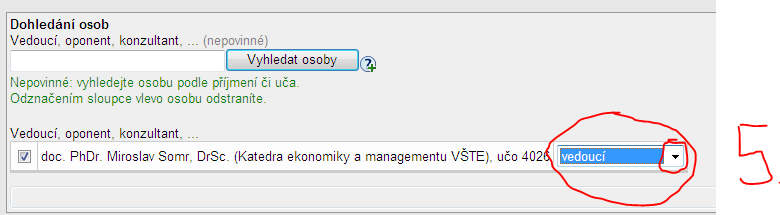 Dohledání osob
Vedoucí, oponent, konzultant, ... (nepovinné)
Vyhledat osoby
Nepovinné: vyhledejte osobu podle příjmení či uča.
Odznačením sloupce vlevo osobu odstraníte.
Vedoucí, oponent, konzultant, ...
doc. PhDr. Miroslav Somr, DrSc. (Katedra ekonomiky a managementu VŠTE), učo 4026 vedoucí
5.